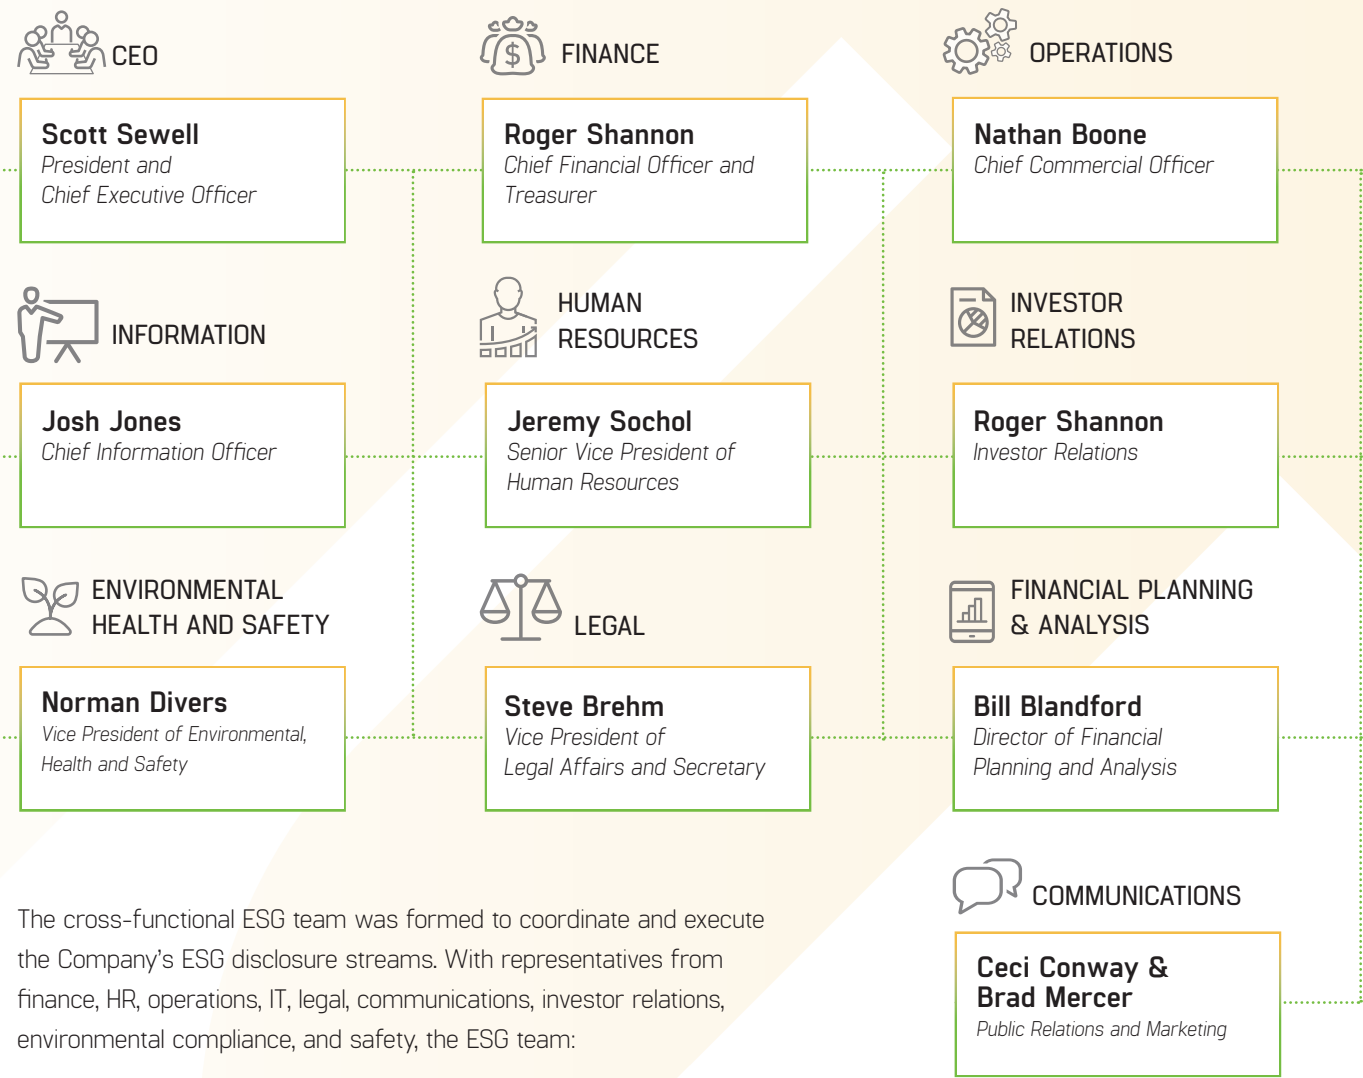 CEO
Scott Sewell
President and
Chief Executive Officer
FINANCE
Roger Shannon
Chief Financial Officer and
Treasurer
OPERATIONS
Nathan Boone
Chief Commercial Officer
INFORMATION
Josh Jones
Chief Information Officer
HUMAN
RESOURCES
Jeremy Sochol
Senior Vice President of
Human Resources
INVESTOR
RELATIONS
Roger Shannon
Investor Relations
ENVIRONMENTAL
HEALTH AND SAFETY
Norman Divers
Vice President of Environmental,
Health and Safety
LEGAL
Steve Brehm
Vice President of
Legal Affairs and Secretary
FINANCIAL PLANNING
& ANALYSIS
Bill Blandford
Director of Financial
Planning and Analysis
COMMUNICATIONS
Ceci Conway &
Brad Mercer
Public Relations and Marketing
The cross-functional ESG team was formed to coordinate and execute
the Company's ESG disclosure streams. With representatives from
finance, HR, operations, IT, legal, communications, investor relations,
environmental compliance, and safety, the ESG team: